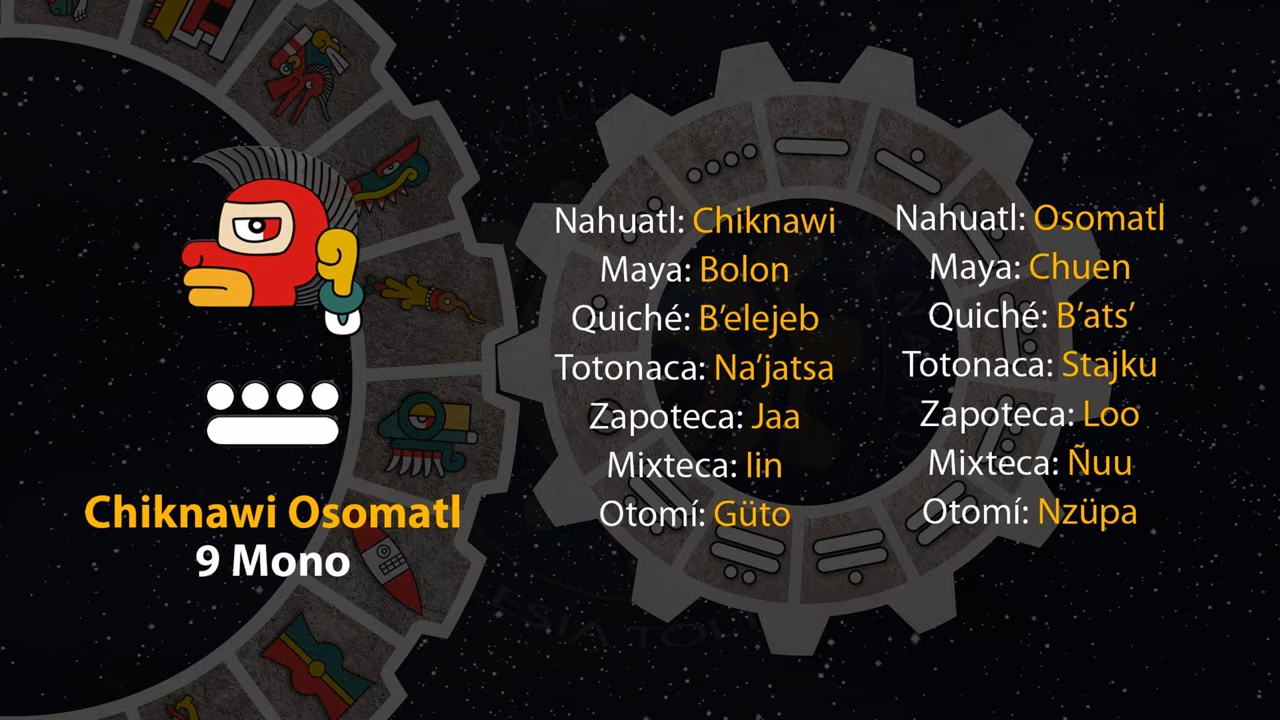 Chiknawi Osomatl
9 Mono
Nahuatl: Chiknawi
Maya: Bolon
Quiché: B’elejeb
Totonaca: Na’jatsa
Zapoteca: Jaa
Mixteca: Iin
Otomí: Güto
Nahuatl: Osomatl
Maya: Chuen
Quiché: B’ats’
Totonaca: Stajku
Zapoteca: Loo
Mixteca: Ñuu
Otomí: Nzüpa